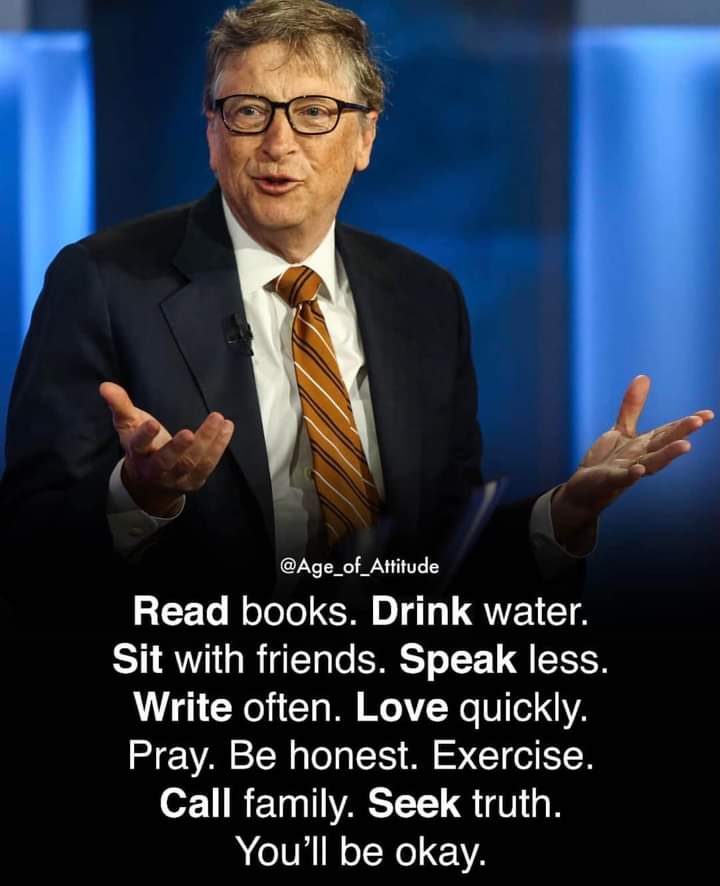 @Age_of_Attitude
Read books. Drink water.
Sit with friends. Speak less.
Write often. Love quickly.
Pray. Be honest. Exercise.
Call family. Seek truth.
You'll be okay.